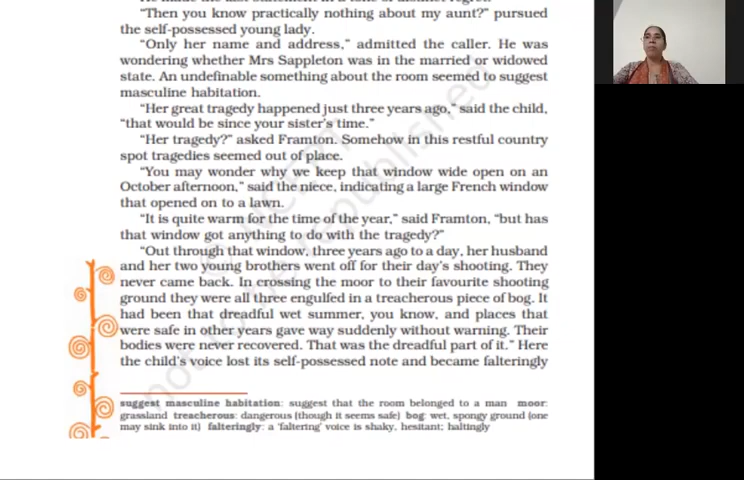 "Then you know practically nothing about my aunt?" pursued
the self-possessed young lady.
"Only her name and address," admitted the caller. He was
wondering whether Mrs Sappleton was in the married or widowed
state. An undefinable something about the room seemed to suggest
masculine habitation.
"Her great tragedy happened just three years ago," said the child,
"that would be since your sister's time."
"Her tragedy?" asked Framton. Somehow in this restful country
spot tragedies seemed out of place.
"You may wonder why we keep that window wide open on an
October afternoon," said the niece, indicating a large French window
that opened on to a lawn.
"It is quite warm for the time of the year," said Framton, "but has
that window got anything to do with the tragedy?"
"Out through that window, three years ago to a day, her husband
and her two young brothers went off for their day's shooting. They
never came back. In crossing the moor to their favourite shooting
ground they were all three engulfed in a treacherous piece of bog. It
had been that dreadful wet summer, you know, and places that
were safe in other years gave way suddenly without warning. Their
bodies were never recovered. That was the dreadful part of it." Here
the child's voice lost its self-possessed note and became falteringly
suggest masculine habitation: suggest that the room belonged to a man moor:
grassland treacherous: dangerous (though it seems safe) bog: wet, spongy ground (one
may sink into it) falteringly: a 'faltering' voice is shaky, hesitant; haltingly
not to be republished